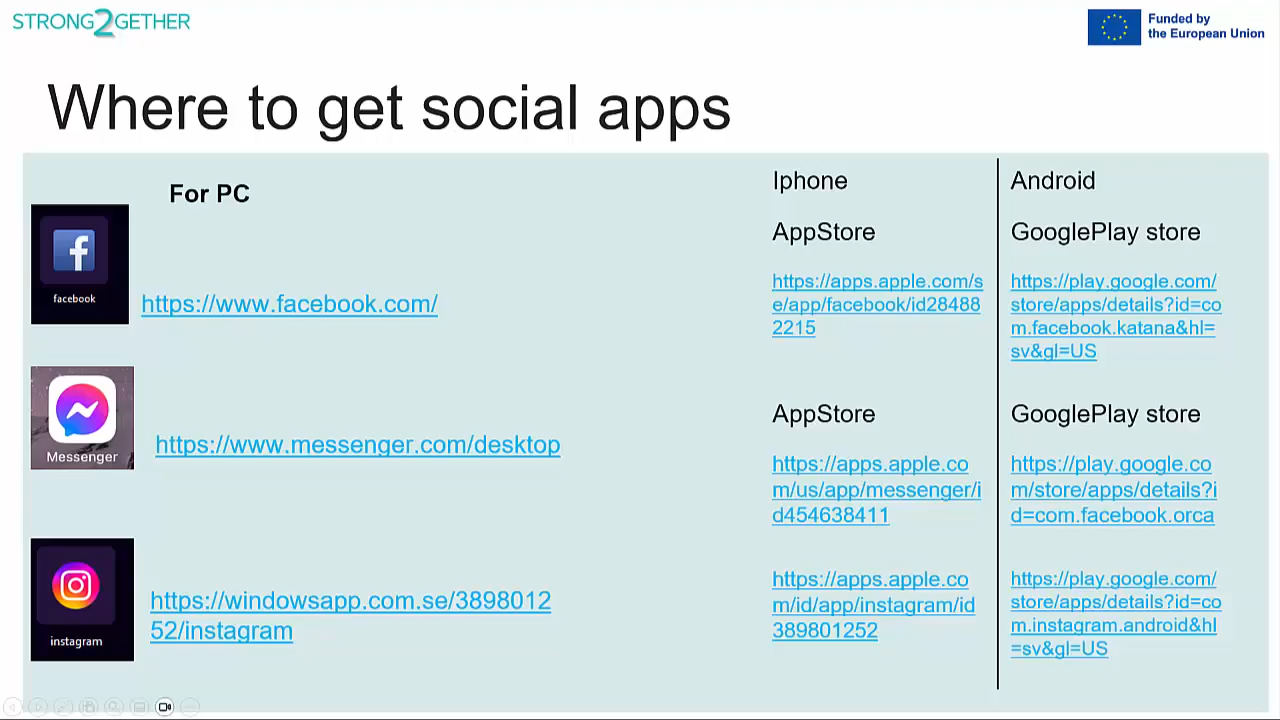 STRONG2GETHER
Funded by
the European Union
Where to get social apps
For PC
Iphone
Android
facebook
https://www.facebook.com/
AppStore
https://apps.apple.com/s
e/app/facebook/id28488
2215
GooglePlay store
https://play.google.com/
store/apps/details?id=co
m.facebook.katana&hl=
sv&gl=US
Messenger
https://www.messenger.com/desktop
AppStore
https://apps.apple.co
m/us/app/messenger/i
d454638411
GooglePlay store
https://play.google.co
m/store/apps/details?i
d=com.facebook.orca
instagram
https://windowsapp.com.se/3898012
52/instagram
https://apps.apple.co
m/id/app/instagram/id
389801252
https://play.google.com/
store/apps/details?id=co
m.instagram.android&hl
=sv&gl=US